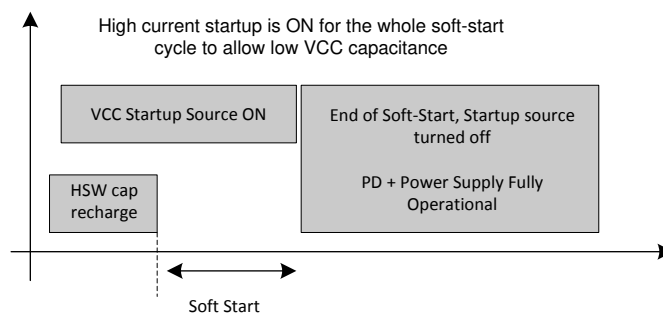 High current startup is ON for the whole soft-start
cycle to allow low VCC capacitance
VCC Startup Source ON
End of Soft-Start, Startup source
turned off
PD + Power Supply Fully
Operational
HSW cap
recharge
Soft Start